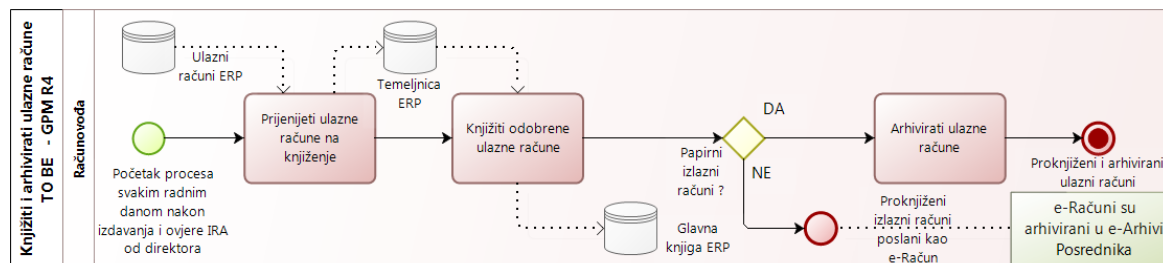 Knjižiti i arhivirati ulazne račune
TO BE - GPM R4
Računovođa
Ulazni
računi ERP
Temeljnica
ERP
Prijenijeti ulazne
račune na
knjiženje
Knjižiti odobrene
ulazne račune
DA
Arhivirati ulazne
račune
Papirni
izlazni
računi ?
NE
Početak procesa
svakim radnim
danom nakon
izdavanja i ovjere IRA
od direktora
Glavna
knjiga ERP
Proknjiženi
izlazni računi
poslani kao
e-Račun
Proknjiženi i arhivirani
ulazni računi
e-Računi su
arhivirani u e-Arhivi
Posrednika